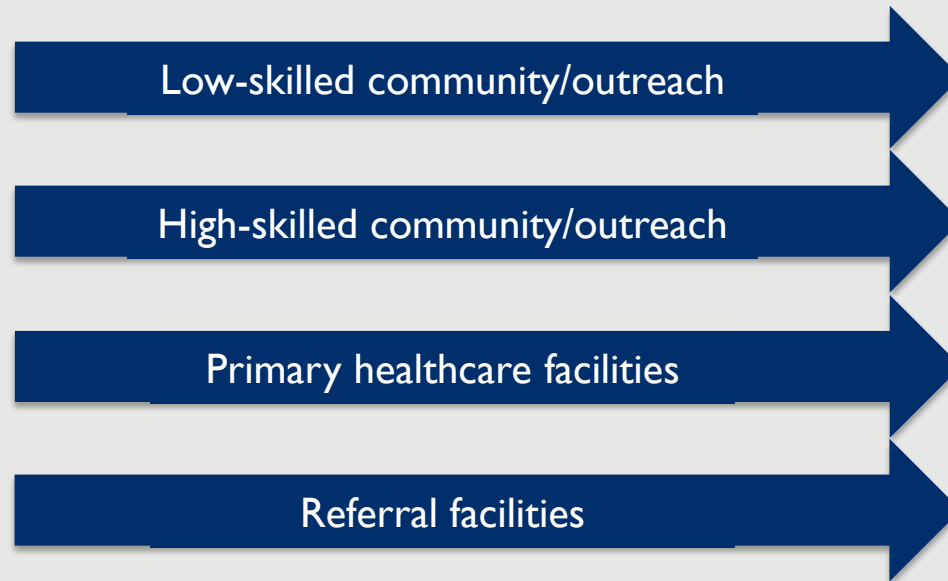 Low-skilled community/outreach
High-skilled community/outreach
Primary healthcare facilities
Referral facilities